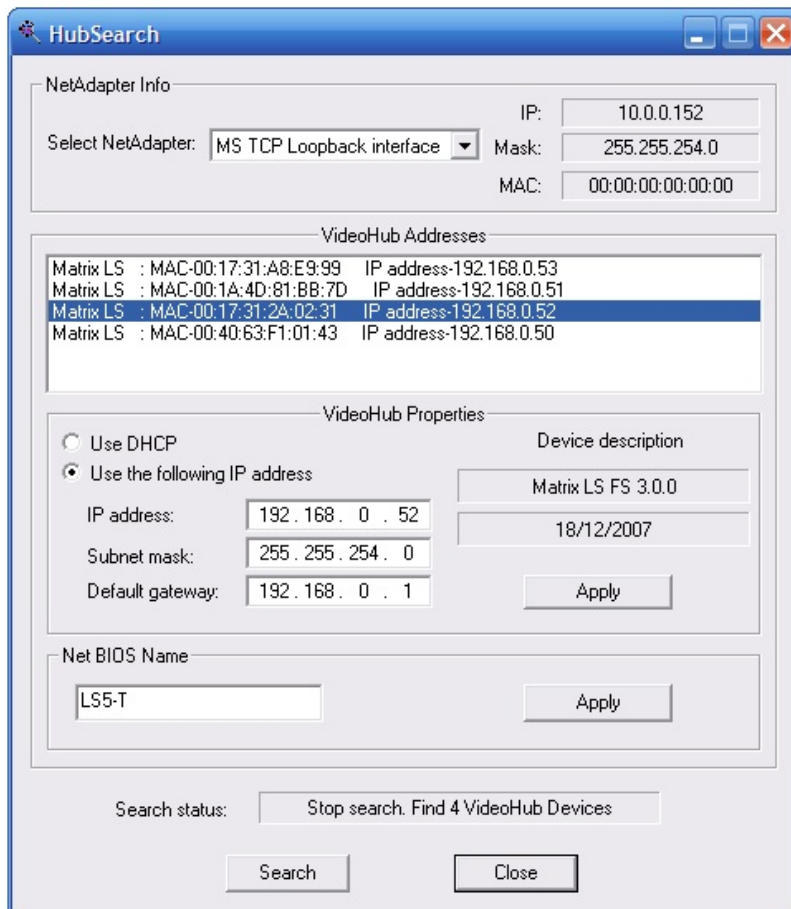 HubSearch
NetAdapter Info
IP: 10.0.0.152
Select NetAdapter: MS TCP Loopback interface Mask: 255.255.254.0
MAC: 00:00:00:00:00:00
VideoHub Addresses
Matrix LS : MAC-00:17:31:A8:E9:99 IP address-192.168.0.53
Matrix LS : MAC-00:1A:4D:81:BB:7D IP address-192.168.0.51
Matrix LS : MAC-00:17:31:2A:02:31 IP address-192.168.0.52
Matrix LS : MAC-00:40:63:F1:01:43 IP address-192.168.0.50
VideoHub Properties
Use DHCP
Device description
Use the following IP address
Matrix LS FS 3.0.0
IP address: 192 . 168 . 0 . 52
18/12/2007
Subnet mask: 255 . 255 . 254 . 0
Default gateway: 192 . 168 . 0 . 1
Apply
Net BIOS Name
LS5-T
Apply
Search status: Stop search. Find 4 VideoHub Devices
Search Close